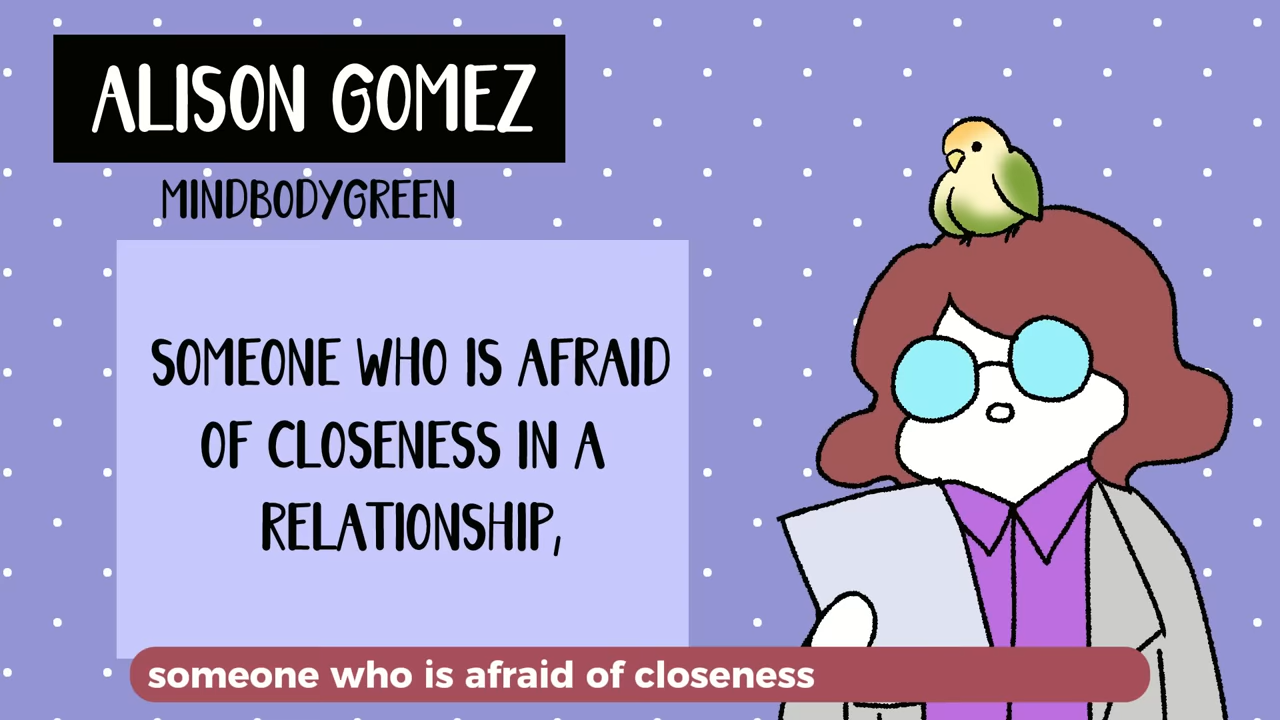 ALISON GOMEZ
MINDBODYGREEN
SOMEONE WHO IS AFRAID
OF CLOSENESS IN A
RELATIONSHIP,
someone who is afraid of closeness